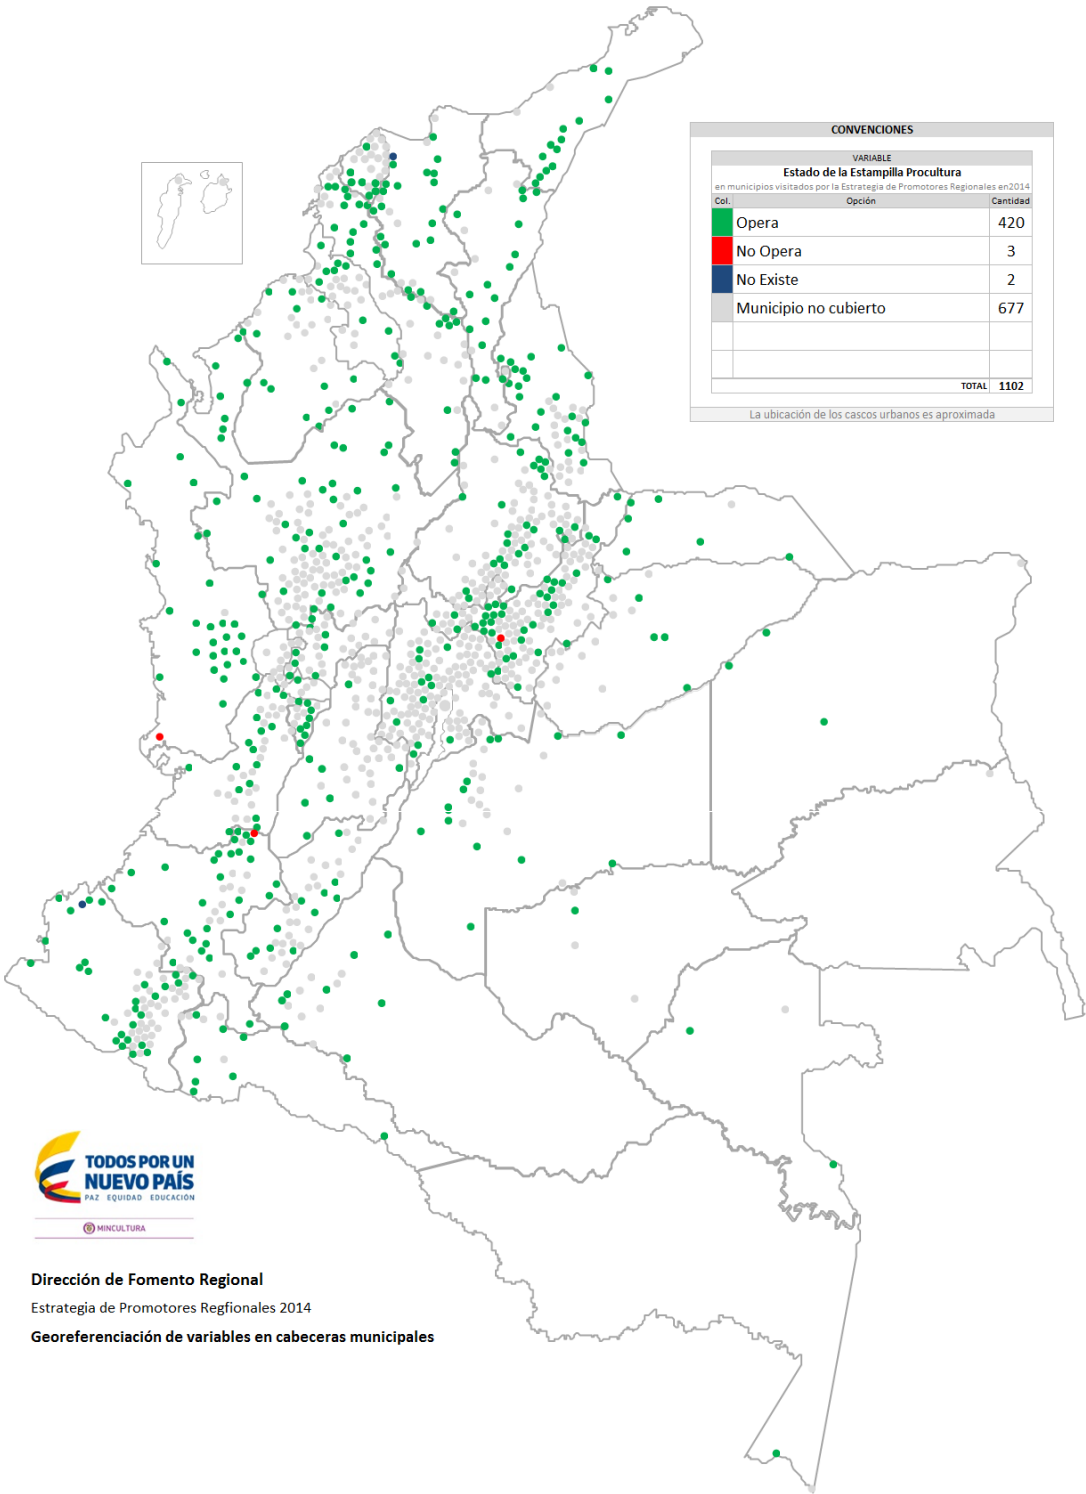 CONVENCIONES
VARIABLE
Estado de la Estampilla Procultura
en municipios visitados por la Estrategia de Promotores Regionales en2014
Col. Opción Cantidad
Opera 420
No Opera 3
No Existe 2
Municipio no cubierto 677
TOTAL 1102
La ubicación de los cascos urbanos es aproximada
TODOS POR UN
NUEVO PAÍS
PAZ EQUIDAD EDUCACIÓN
MINCULTURA
Dirección de Fomento Regional
Estrategia de Promotores Regfionales 2014
Georeferenciación de variables en cabeceras municipales